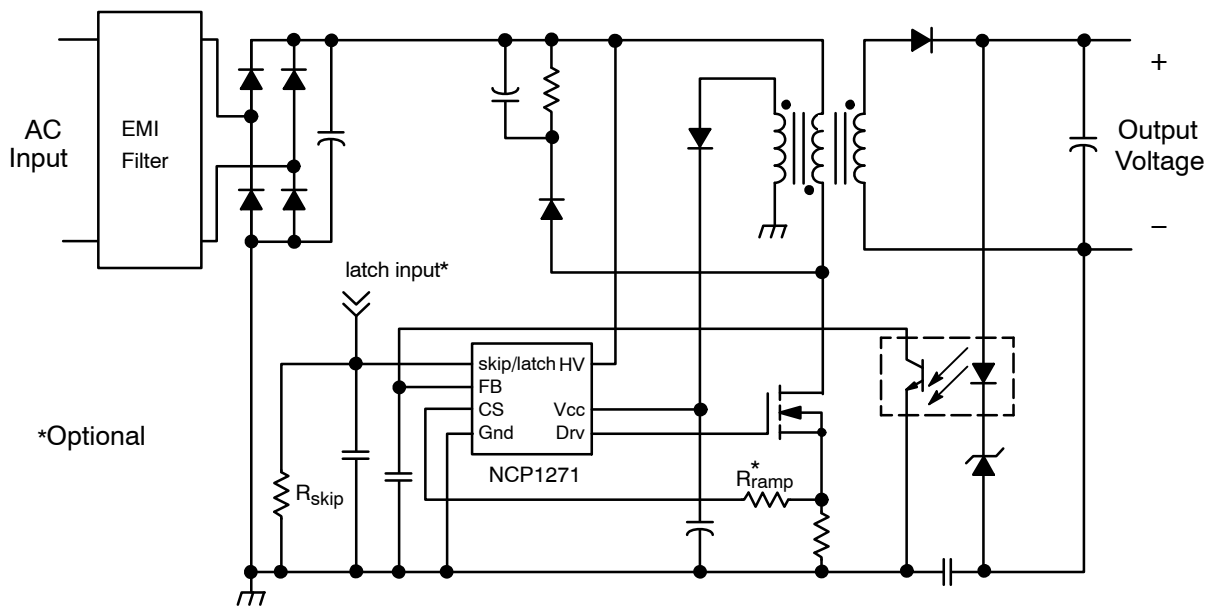 AC
Input
EMI
Filter
+
Output
Voltage
−
latch input*
skip/latch HV
FB
CS
Vcc
Gnd
Drv
NCP1271
*Optional
Rskip
Rramp*